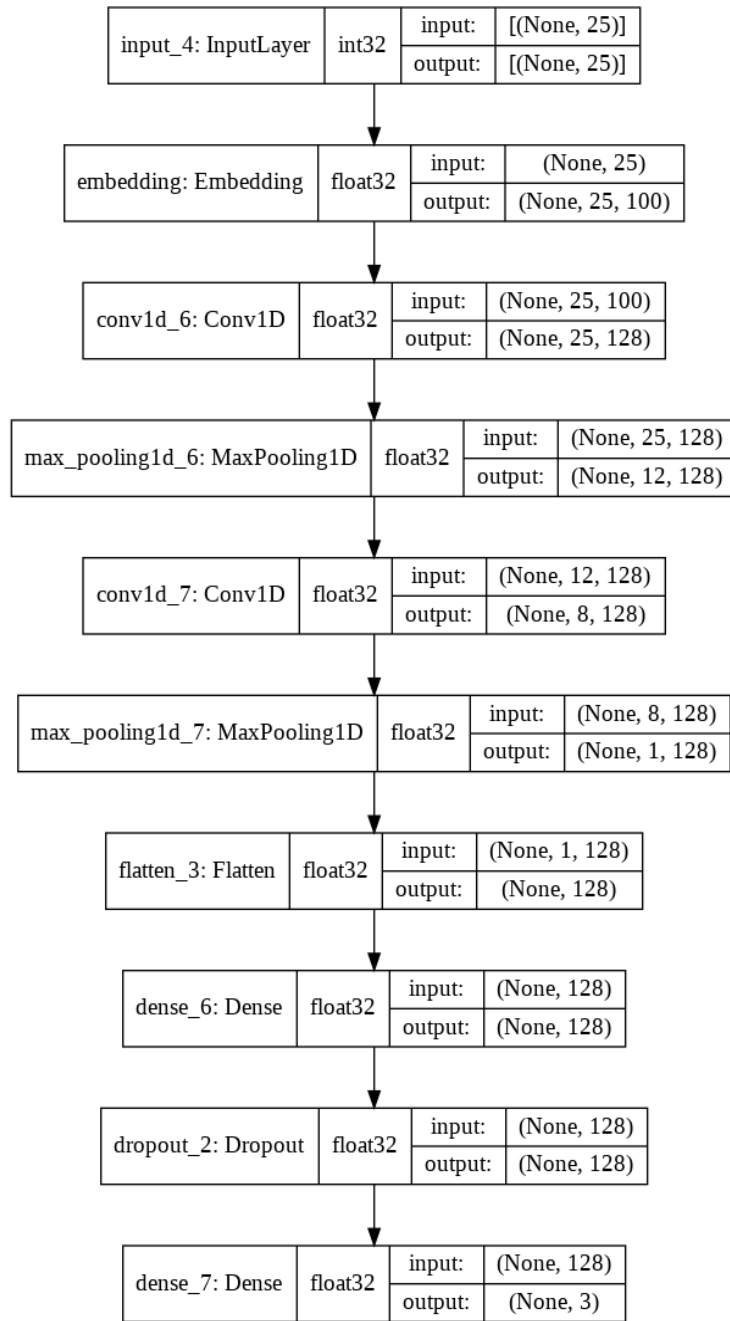 input_4: InputLayer int32 input: [(None, 25)]
output: [(None, 25)]
embedding: Embedding float32 input: (None, 25)
output: (None, 25, 100)
conv1d_6: Conv1D float32 input: (None, 25, 100)
output: (None, 25, 128)
max_pooling1d_6: MaxPooling1D float32 input: (None, 25, 128)
output: (None, 12, 128)
conv1d_7: Conv1D float32 input: (None, 12, 128)
output: (None, 8, 128)
max_pooling1d_7: MaxPooling1D float32 input: (None, 8, 128)
output: (None, 1, 128)
flatten_3: Flatten float32 input: (None, 1, 128)
output: (None, 128)
dense_6: Dense float32 input: (None, 128)
output: (None, 128)
dropout_2: Dropout float32 input: (None, 128)
output: (None, 128)
dense_7: Dense float32 input: (None, 128)
output: (None, 3)